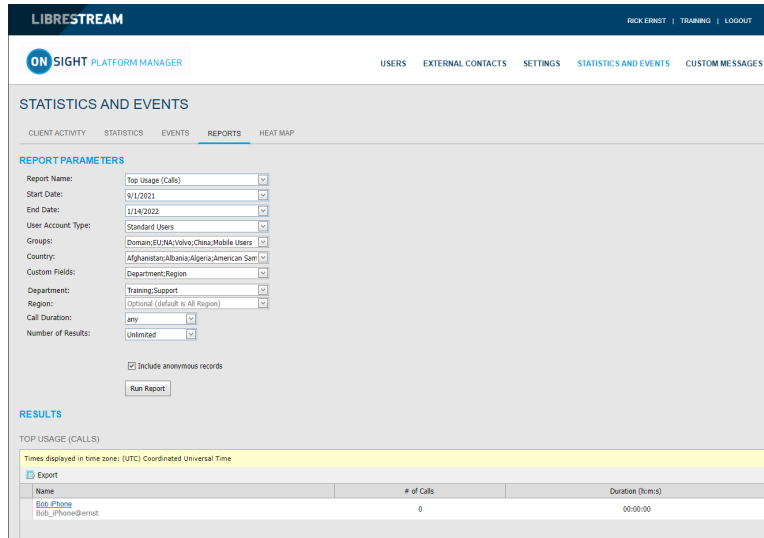 LIBRESTREAM
RICK ERNST | TRAINING | LOGOUT
ON SIGHT PLATFORM MANAGER
USERS EXTERNAL CONTACTS SETTINGS STATISTICS AND EVENTS CUSTOM MESSAGES
STATISTICS AND EVENTS
CLIENT ACTIVITY STATISTICS EVENTS REPORTS HEAT MAP
REPORT PARAMETERS
Report Name: Top Usage (Calls)
Start Date: 9/1/2021
End Date: 1/14/2022
User Account Type: Standard Users
Groups: Domain;EU;NA;Volvo;China;Mobile Users
Country: Afghanistan;Albania;Algeria;American Sam
Custom Fields: Department;Region
Department: Training;Support
Region: Optional (default is All Region)
Call Duration: any
Number of Results: Unlimited
Include anonymous records
Run Report
RESULTS
TOP USAGE (CALLS)
Times displayed in time zone: (UTC) Coordinated Universal Time
Export
Name # of Calls Duration (h:m:s)
Bob iPhone
Bob_iPhone@ernst 0 00:00:00